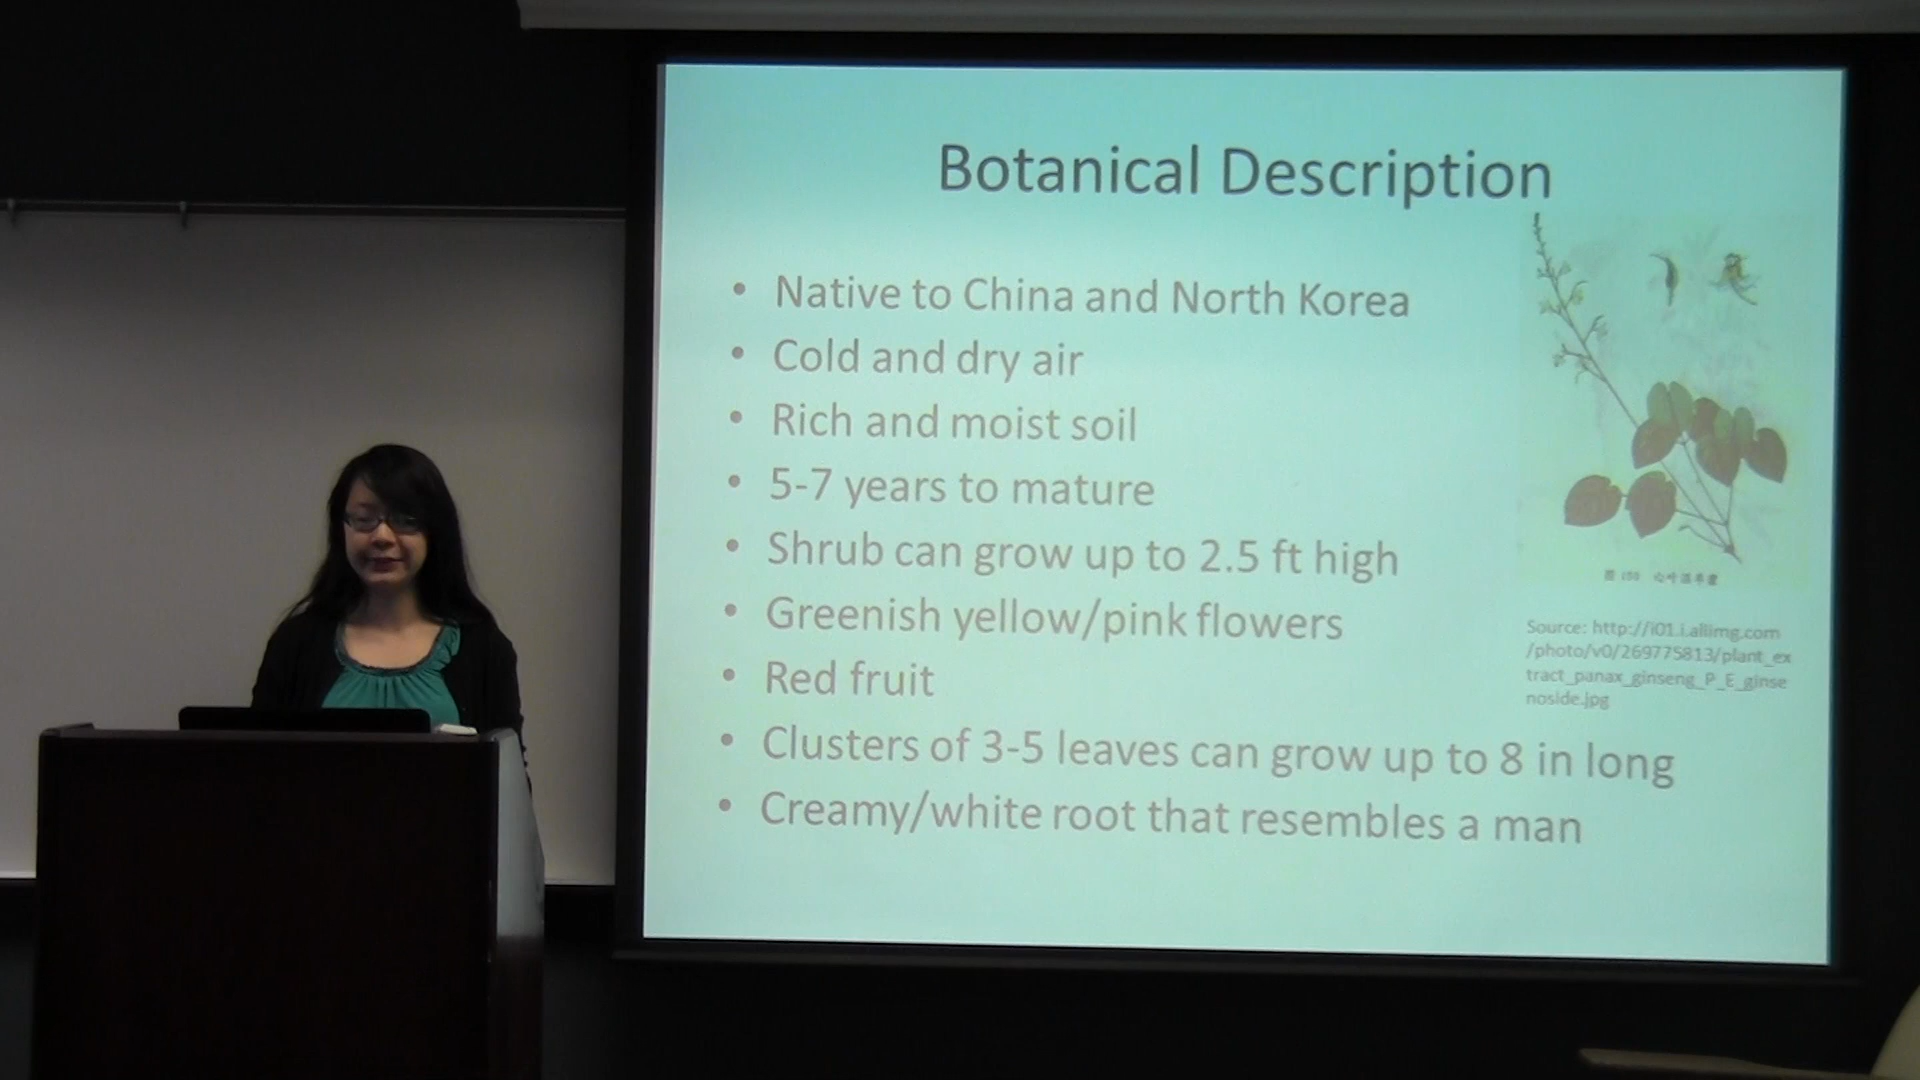 Botanical Description
• Native to China and North Korea
• Cold and dry air
• Rich and moist soil
• 5-7 years to mature
• Shrub can grow up to 2.5 ft high
• Greenish yellow/pink flowers
• Red fruit
• Clusters of 3-5 leaves can grow up to 8 in long
• Creamy/white root that resembles a man
Source: http://i01.i.aliimg.com
/photo/v0/269775813/plant_ex
tract_panax_ginseng_P_E_ginse
noside.jpg